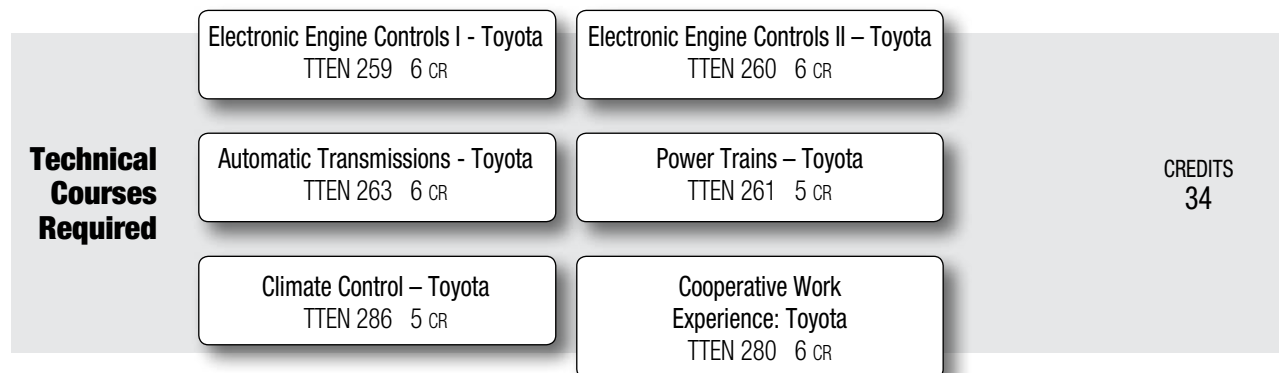 Technical
Courses
Required
Electronic Engine Controls I - Toyota
TTEN 259 6 CR
Electronic Engine Controls II – Toyota
TTEN 260 6 CR
Automatic Transmissions - Toyota
TTEN 263 6 CR
Power Trains – Toyota
TTEN 261 5 CR
Climate Control – Toyota
TTEN 286 5 CR
Cooperative Work
Experience: Toyota
TTEN 280 6 CR
CREDITS
34